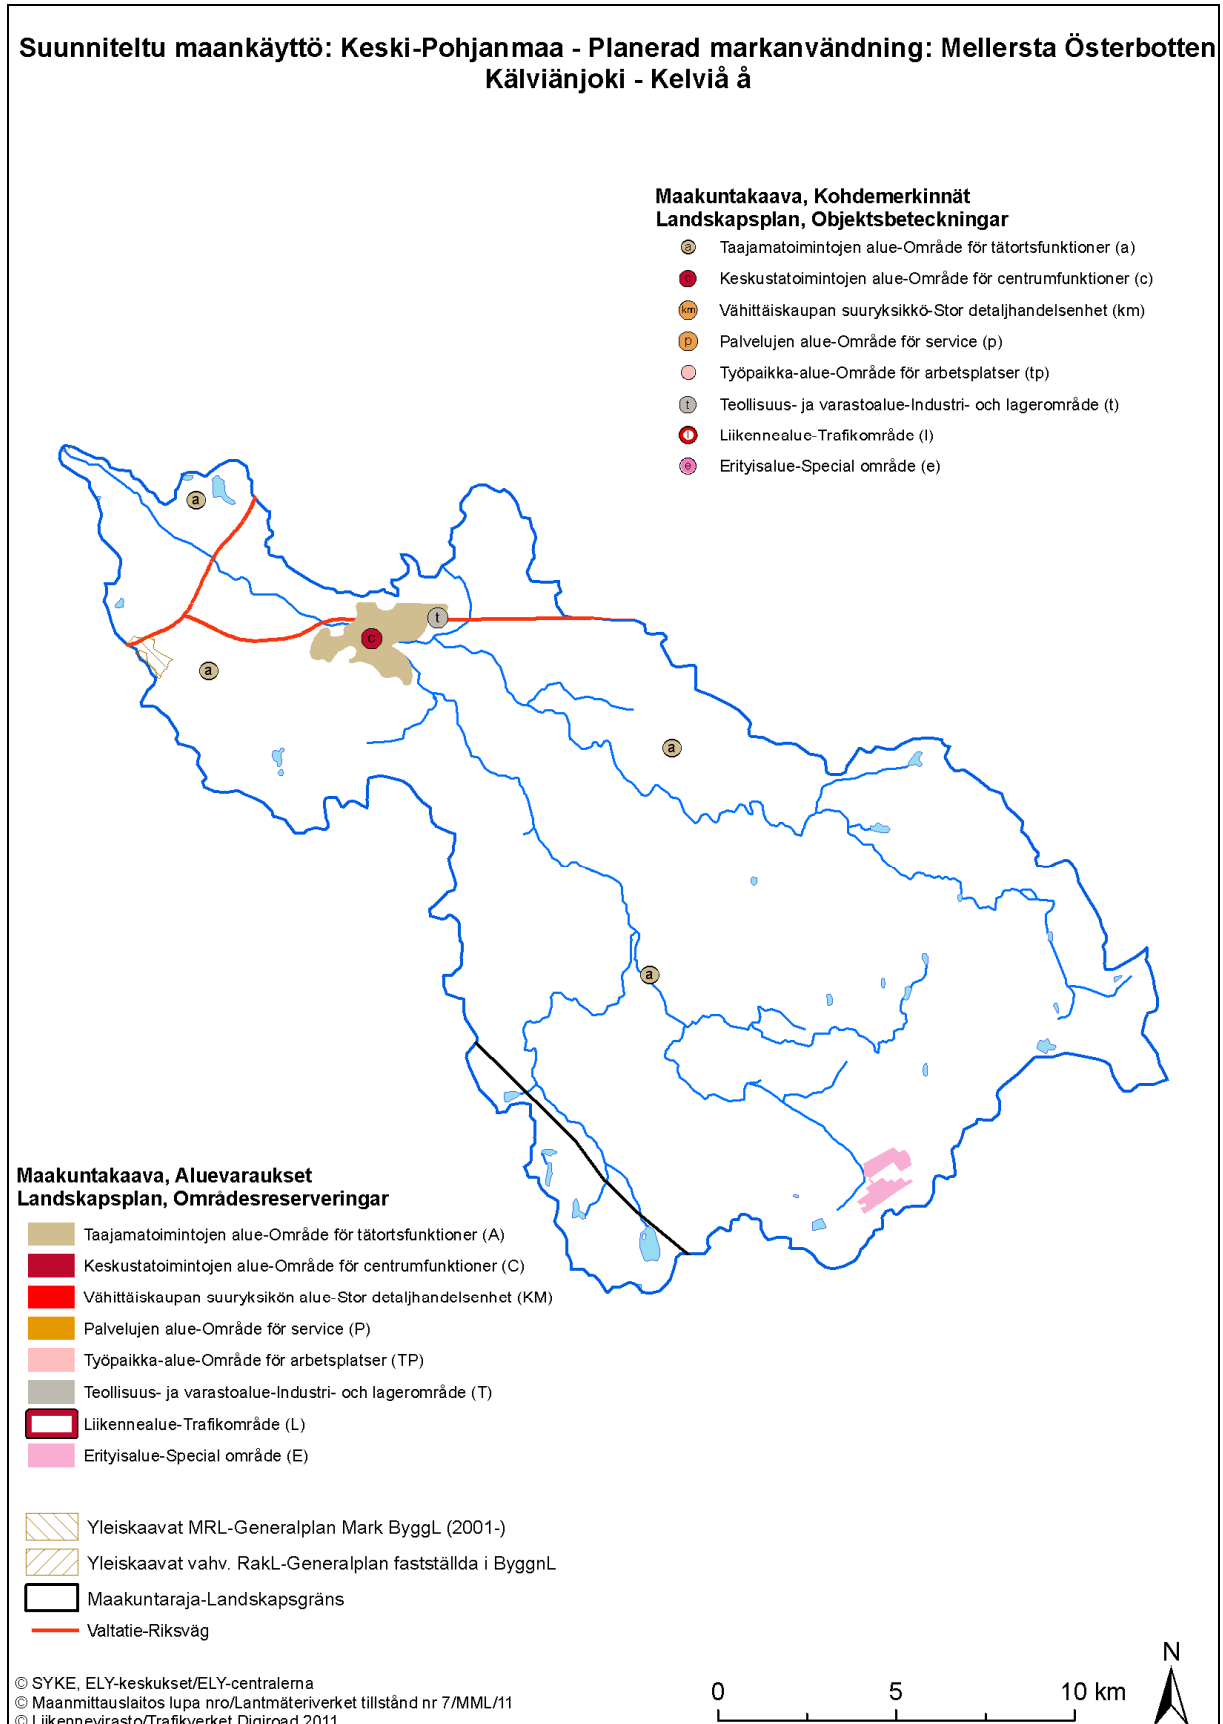 Suunniteltu maankäyttö: Keski-Pohjanmaa - Planerad markanvändning: Mellersta Österbotten
Kälviänjoki - Kelviå å
Maakuntakaava, Kohdemerkinnät
Landskapsplan, Objektsbeteckningar
a Taajamatoimintojen alue-Område för tätortsfunktioner (a)
c Keskustatoimintojen alue-Område för centrumfunktioner (c)
km Vähittäiskaupan suuryksikkö-Stor detaljhandelsenhet (km)
p Palvelujen alue-Område för service (p)
Työpaikka-alue-Område för arbetsplatser (tp)
t Teollisuus- ja varastoalue-Industri- och lagerområde (t)
Liikennealue-Trafikområde (l)
e Erityisalue-Special område (e)
a
t
c
a
a
a
Maakuntakaava, Aluevaraukset
Landskapsplan, Områdesreserveringar
Taajamatoimintojen alue-Område för tätortsfunktioner (A)
Keskustatoimintojen alue-Område för centrumfunktioner (C)
Vähittäiskaupan suuryksikön alue-Stor detaljhandelsenhet (KM)
Palvelujen alue-Område för service (P)
Työpaikka-alue-Område för arbetsplatser (TP)
Teollisuus- ja varastoalue-Industri- och lagerområde (T)
Liikennealue-Trafikområde (L)
Erityisalue-Special område (E)
Yleiskaavat MRL-Generalplan Mark ByggL (2001-)
Yleiskaavat vahv. RakL-Generalplan fastställda i ByggnL
Maakuntaraja-Landskapsgräns
Valtatie-Riksväg
N
0 5 10 km
© SYKE, ELY-keskukset/ELY-centralerna
© Maanmittauslaitos lupa nro/Lantmäteriverket tillstånd nr 7/MML/11
© Liikennevirasto/Trafikverket Digiroad 2011